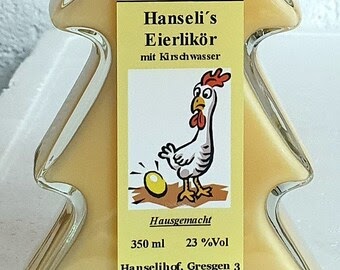 Hanseli´s
Eierlikör
mit Kirschwasser
Hausgemacht
350 ml 23 %Vol
Hanselihof, Gresgen 3